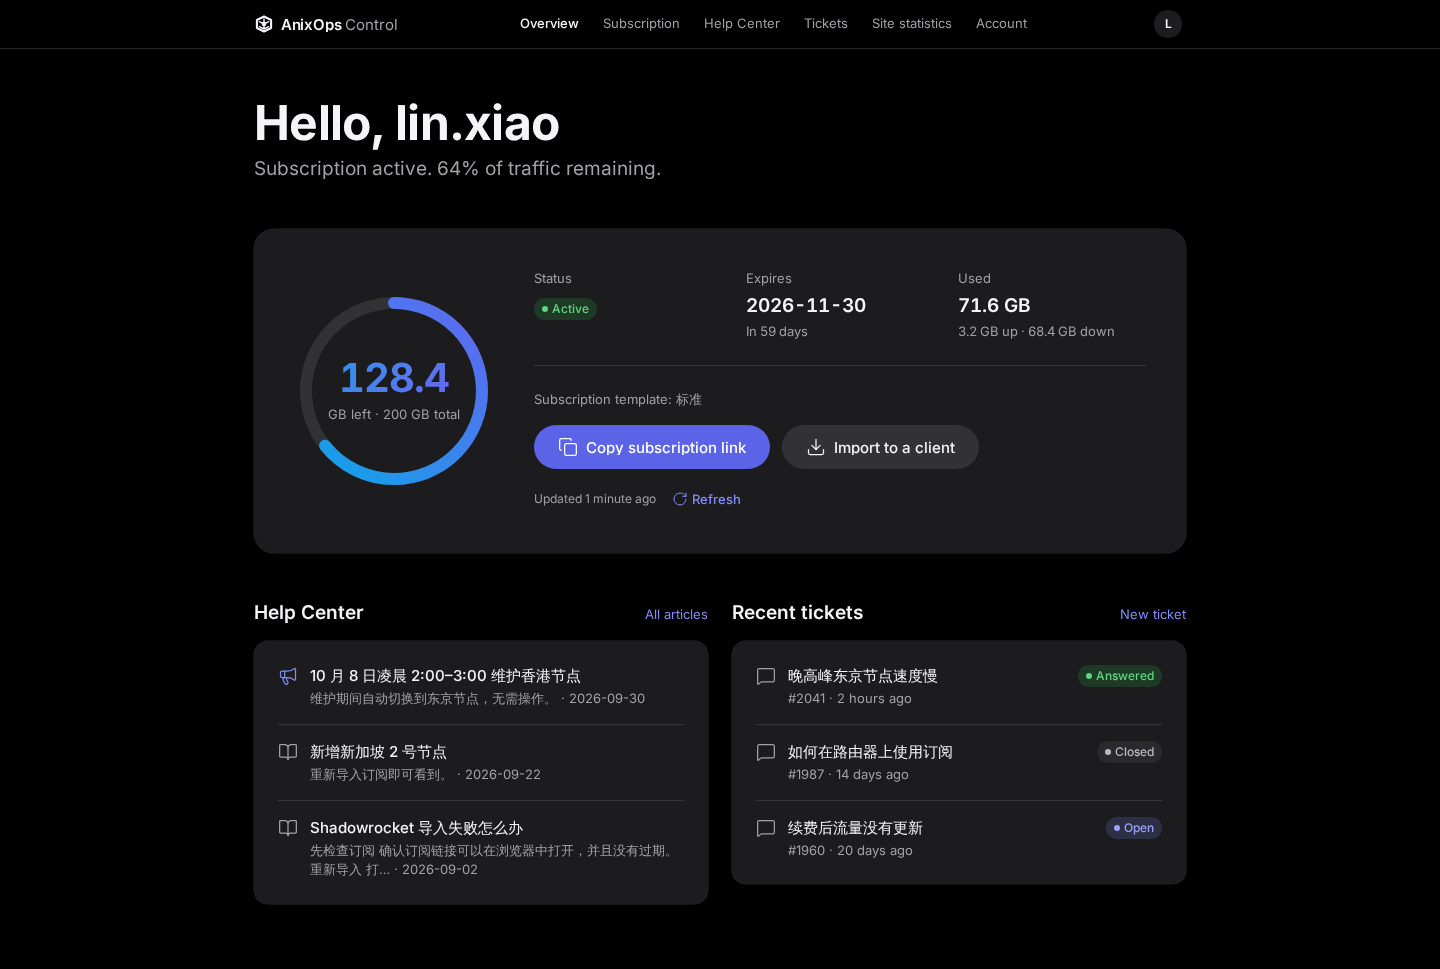 AnixOps Control
Overview
Subscription
Help Center
Tickets
Site statistics
Account
L
Hello, lin.xiao
Subscription active. 64% of traffic remaining.
128.4
GB left · 200 GB total
Status
Active
Expires
2026-11-30
In 59 days
Used
71.6 GB
3.2 GB up · 68.4 GB down
Subscription template: 标准
Copy subscription link
Import to a client
Updated 1 minute ago
Refresh
Help Center
All articles
10 月 8 日凌晨 2:00–3:00 维护香港节点
维护期间自动切换到东京节点，无需操作。 · 2026-09-30
新增新加坡 2 号节点
重新导入订阅即可看到。 · 2026-09-22
Shadowrocket 导入失败怎么办
先检查订阅 确认订阅链接可以在浏览器中打开，并且没有过期。
重新导入 打… · 2026-09-02
Recent tickets
New ticket
晚高峰东京节点速度慢
Answered
#2041 · 2 hours ago
如何在路由器上使用订阅
Closed
#1987 · 14 days ago
续费后流量没有更新
Open
#1960 · 20 days ago